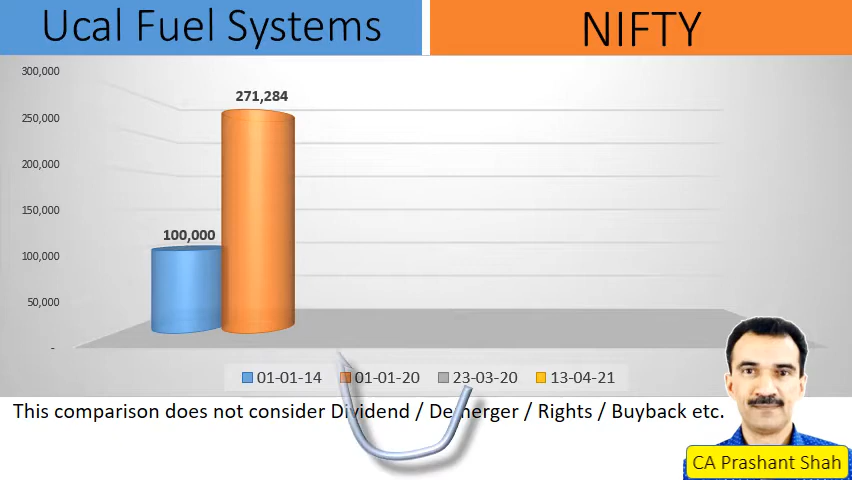 Ucal Fuel Systems
NIFTY
300,000
250,000
200,000
150,000
100,000
50,000
-
271,284
100,000
01-01-14 01-01-20 23-03-20 13-04-21
This comparison does not consider Dividend / Demerger / Rights / Buyback etc.
CA Prashant Shah